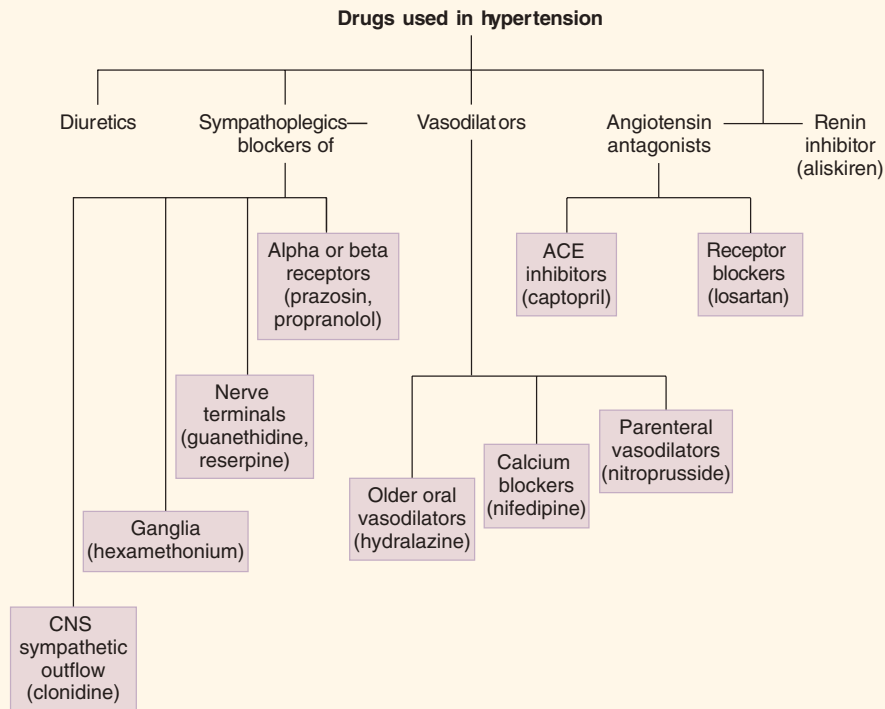 Drugs used in hypertension
Diuretics
Sympathoplegics—
blockers of
Vasodilators
Angiotensin
antagonists
Renin
inhibitor
(aliskiren)
Alpha or beta
receptors
(prazosin,
propranolol)
ACE
inhibitors
(captopril)
Receptor
blockers
(losartan)
Nerve
terminals
(guanethidine,
reserpine)
Parenteral
vasodilators
(nitroprusside)
Calcium
blockers
(nifedipine)
Older oral
vasodilators
(hydralazine)
Ganglia
(hexamethonium)
CNS
sympathetic
outflow
(clonidine)